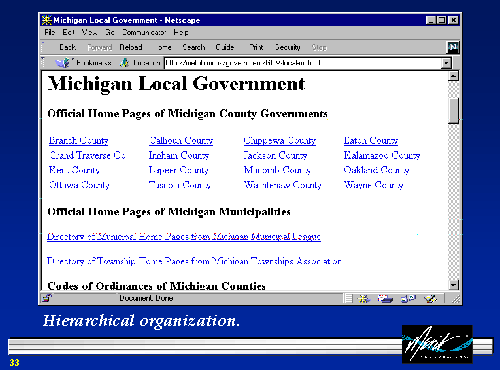 Michigan Local Government - Netscape
File Edit View Go Communicator Help
Back Forward Reload Home Search Guide Print Security Stop
Bookmarks Location
Michigan Local Government
Official Home Pages of Michigan County Governments
Branch County Calhoun County Chippewa County Eaton County
Grand Traverse Co Ingham County Jackson County Kalamazoo County
Kent County Lapeer County Macomb County Oakland County
Ottawa County Tuscola County Washtenaw County Wayne County
Official Home Pages of Michigan Municipalities
Directory of Municipal Home Pages from Michigan Municipal League
Directory of Township Home Pages from Michigan Townships Association
Codes of Ordinances of Michigan Counties
Document: Done
Hierarchical organization.
33